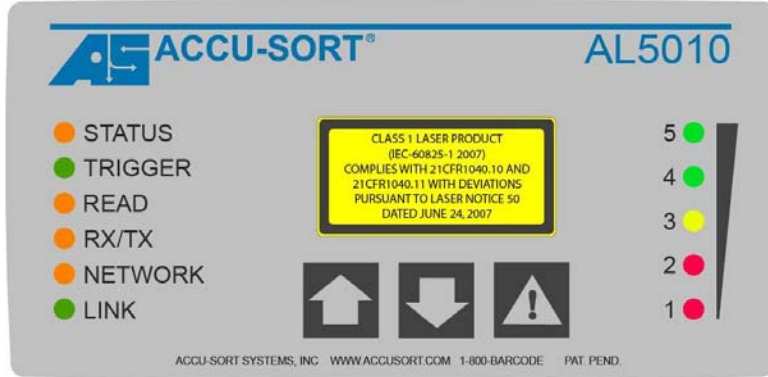 AS ACCU-SORT®
AL5010
STATUS
TRIGGER
READ
RX/TX
NETWORK
LINK
CLASS 1 LASER PRODUCT
(IEC-60825-1 2007)
COMPLIES WITH 21CFR1040.10 AND
21CFR1040.11 WITH DEVIATIONS
PURSUANT TO LASER NOTICE 50
DATED JUNE 24, 2007
5
4
3
2
1
!
ACCU-SORT SYSTEMS, INC WWW.ACCUSORT.COM 1-800-BARCODE PAT. PEND.